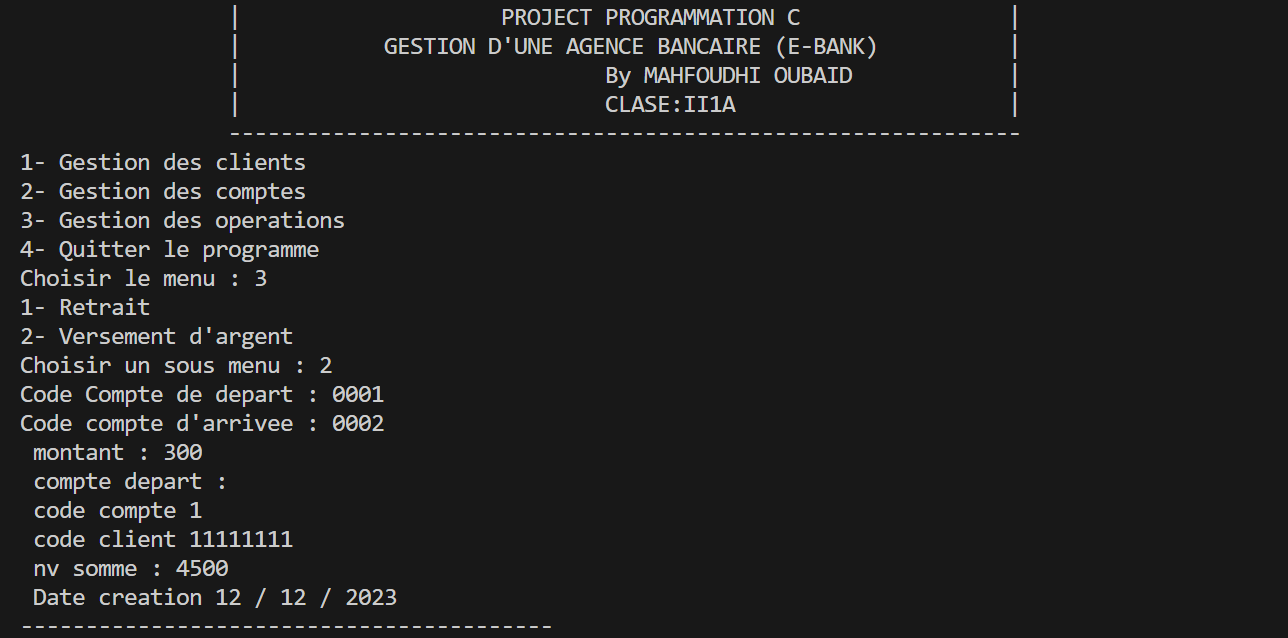 | PROJECT PROGRAMMATION C |
| GESTION D'UNE AGENCE BANCAIRE (E-BANK) |
| By MAHFOUDHI OUBAID |
| CLASE:II1A |
-------------------------------------------------------------
1- Gestion des clients
2- Gestion des comptes
3- Gestion des operations
4- Quitter le programme
Choisir le menu : 3
1- Retrait
2- Versement d'argent
Choisir un sous menu : 2
Code Compte de depart : 0001
Code compte d'arrivee : 0002
montant : 300
compte depart :
code compte 1
code client 11111111
nv somme : 4500
Date creation 12 / 12 / 2023
-----------------------------------------